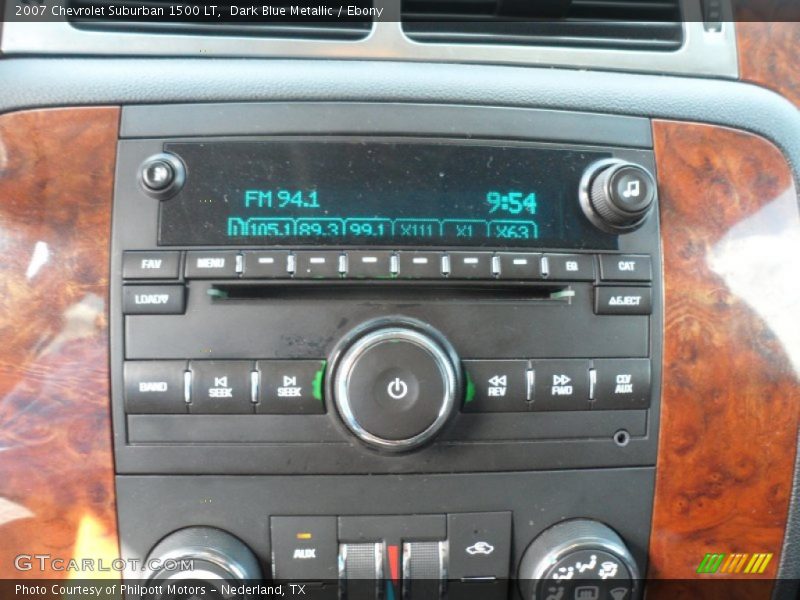 2007 Chevrolet Suburban 1500 LT, Dark Blue Metallic / Ebony
FM 94.1
9:54
105.1 89.3 99.1 X111 X1 X63
FAV
MENU
EQ
CAT
LOAD
EJECT
BAND
SEEK
SEEK
REV
FWD
CD/
AUX
AUX
GTCarLot.com
Photo Courtesy of Philpott Motors – Nederland, TX